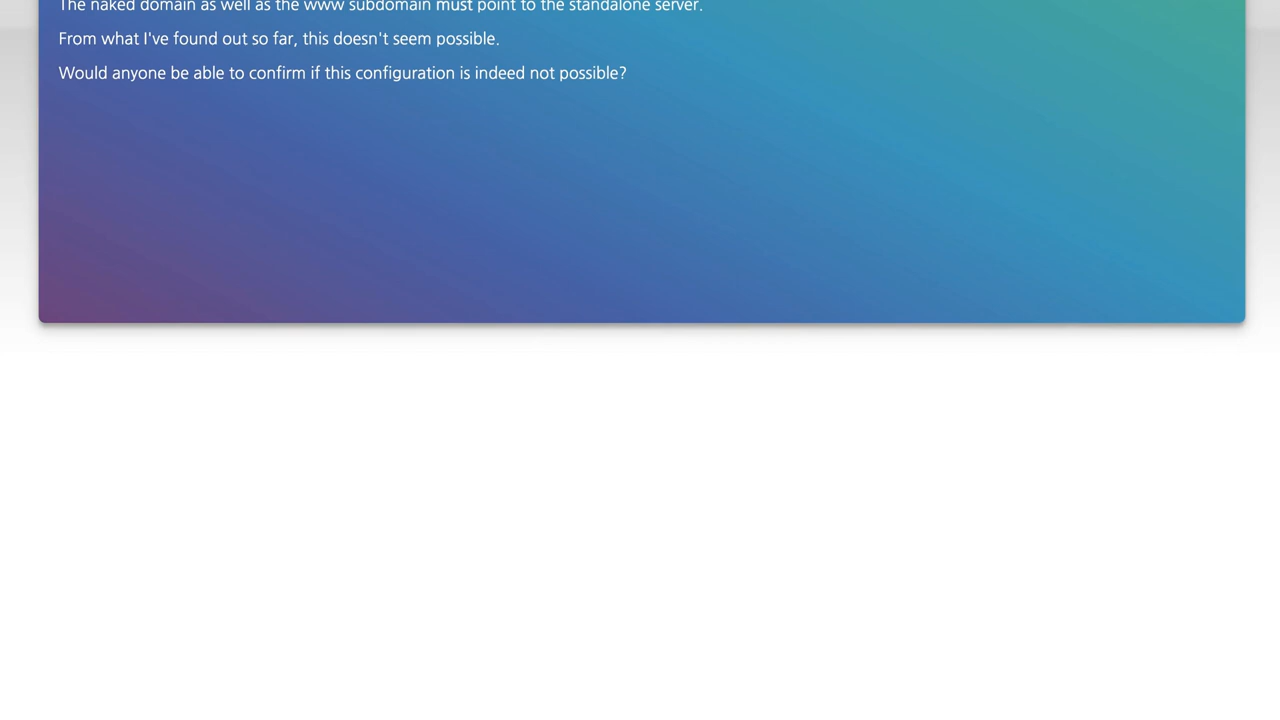 The naked domain as well as the www subdomain must point to the standalone server.
From what I've found out so far, this doesn't seem possible.
Would anyone be able to confirm if this configuration is indeed not possible?